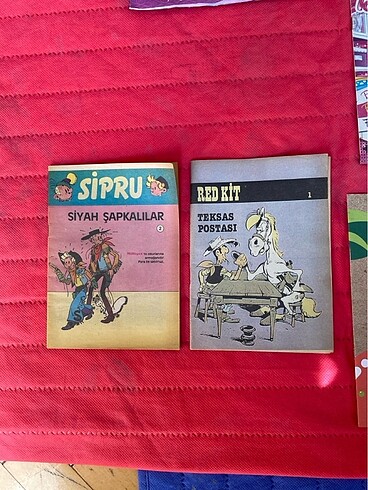 SİPRU
SİYAH ŞAPKALILAR
2
RED KİT
1
TEKSAS
POSTASI